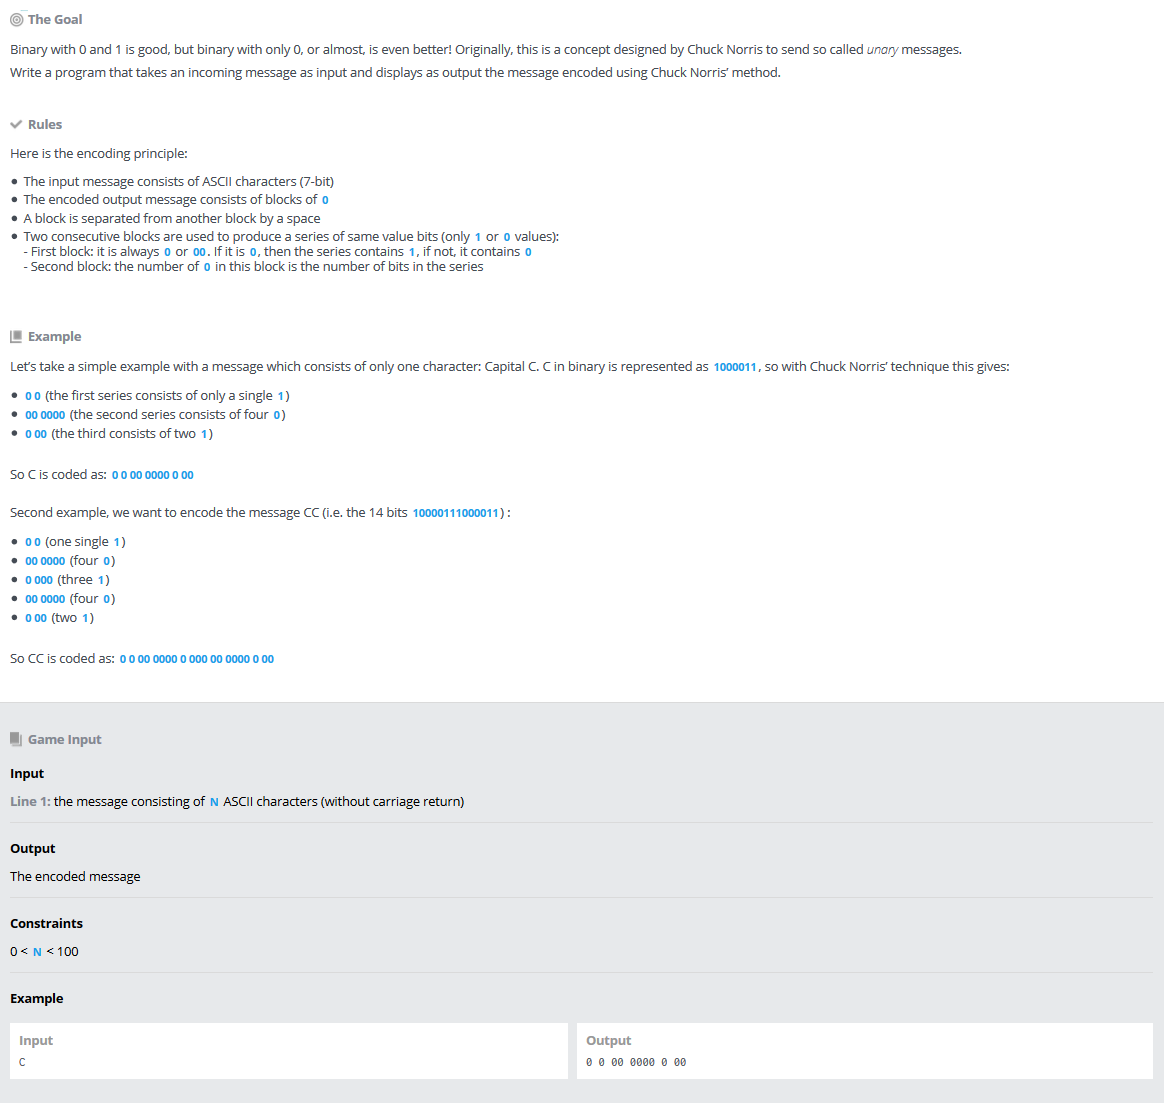 The Goal
Binary with 0 and 1 is good, but binary with only 0, or almost, is even better! Originally, this is a concept designed by Chuck Norris to send so called unary messages.
Write a program that takes an incoming message as input and displays as output the message encoded using Chuck Norris’ method.
Rules
Here is the encoding principle:
• The input message consists of ASCII characters (7-bit)
• The encoded output message consists of blocks of 0
• A block is separated from another block by a space
• Two consecutive blocks are used to produce a series of same value bits (only 1 or 0 values):
- First block: it is always 0 or 00. If it is 0, then the series contains 1, if not, it contains 0
- Second block: the number of 0 in this block is the number of bits in the series
Example
Let’s take a simple example with a message which consists of only one character: Capital C. C in binary is represented as 1000011, so with Chuck Norris’ technique this gives:
• 0 0 (the first series consists of only a single 1)
• 00 0000 (the second series consists of four 0)
• 0 00 (the third consists of two 1)
So C is coded as: 0 0 00 0000 0 00
Second example, we want to encode the message CC (i.e. the 14 bits 10000111000011) :
• 0 0 (one single 1)
• 00 0000 (four 0)
• 0 000 (three 1)
• 00 0000 (four 0)
• 0 00 (two 1)
So CC is coded as: 0 0 00 0000 0 000 00 0000 0 00
Game Input
Input
Line 1: the message consisting of N ASCII characters (without carriage return)
Output
The encoded message
Constraints
0 < N < 100
Example
Input
C
Output
0 0 00 0000 0 00